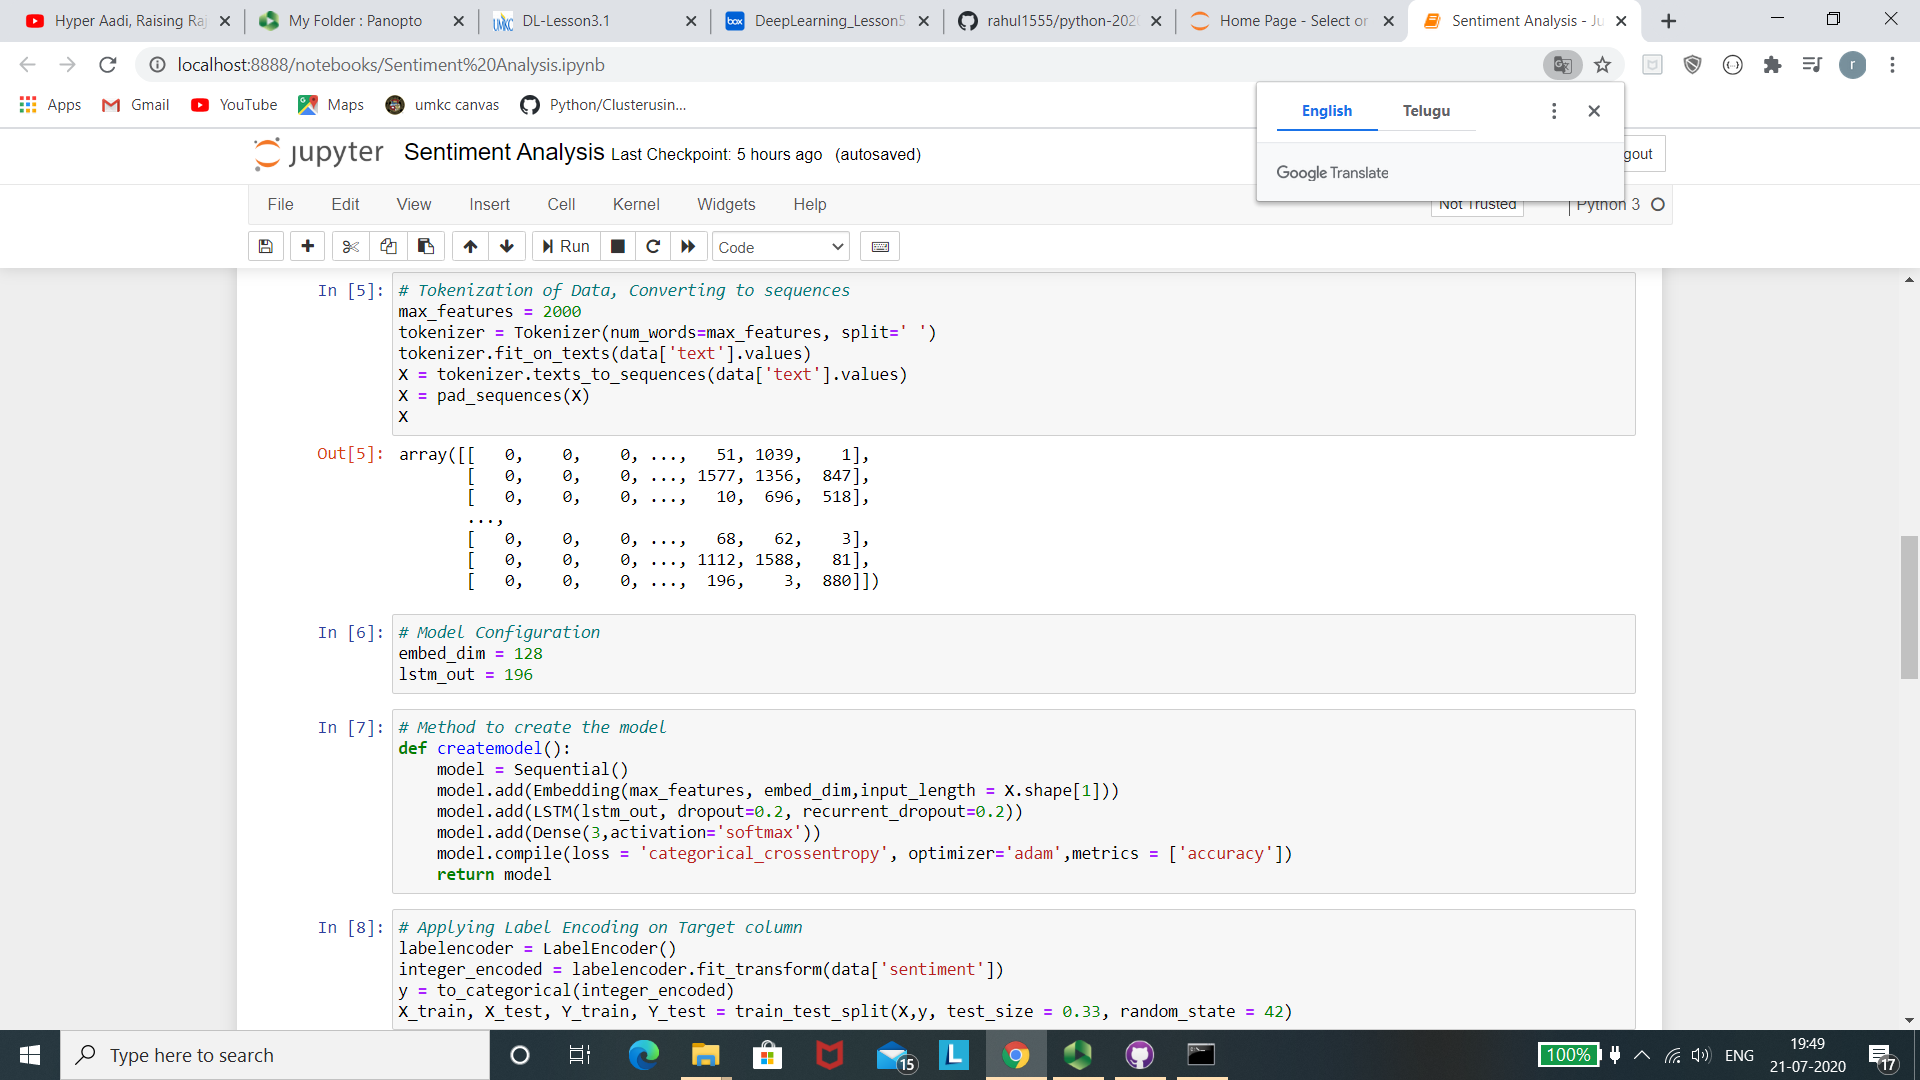 Hyper Aadi, Raising Raj
My Folder : Panopto
DL-Lesson3.1
DeepLearning_Lesson5
rahul1555/python-2020
Home Page - Select or
Sentiment Analysis - Ju
localhost:8888/notebooks/Sentiment%20Analysis.ipynb
r
Apps
Gmail
YouTube
Maps
umkc canvas
Python/Clusterusin...
English
Telugu
Google Translate
jupyter
Sentiment Analysis Last Checkpoint: 5 hours ago (autosaved)
gout
File
Edit
View
Insert
Cell
Kernel
Widgets
Help
Not Trusted
Python 3
Run
Code
In [5]:
# Tokenization of Data, Converting to sequences
max_features = 2000
tokenizer = Tokenizer(num_words=max_features, split=' ')
tokenizer.fit_on_texts(data['text'].values)
X = tokenizer.texts_to_sequences(data['text'].values)
X = pad_sequences(X)
X
Out[5]:
array([[   0,    0,    0, ...,   51, 1039,    1],
[   0,    0,    0, ..., 1577, 1356,  847],
[   0,    0,    0, ...,   10,  696,  518],
...,
[   0,    0,    0, ...,   68,   62,    3],
[   0,    0,    0, ..., 1112, 1588,   81],
[   0,    0,    0, ...,  196,    3,  880]])
In [6]:
# Model Configuration
embed_dim = 128
lstm_out = 196
In [7]:
# Method to create the model
def createmodel():
    model = Sequential()
    model.add(Embedding(max_features, embed_dim,input_length = X.shape[1]))
    model.add(LSTM(lstm_out, dropout=0.2, recurrent_dropout=0.2))
    model.add(Dense(3,activation='softmax'))
    model.compile(loss = 'categorical_crossentropy', optimizer='adam',metrics = ['accuracy'])
    return model
In [8]:
# Applying Label Encoding on Target column
labelencoder = LabelEncoder()
integer_encoded = labelencoder.fit_transform(data['sentiment'])
y = to_categorical(integer_encoded)
X_train, X_test, Y_train, Y_test = train_test_split(X,y, test_size = 0.33, random_state = 42)
Type here to search
15
L
100%
ENG
19:49
21-07-2020
17